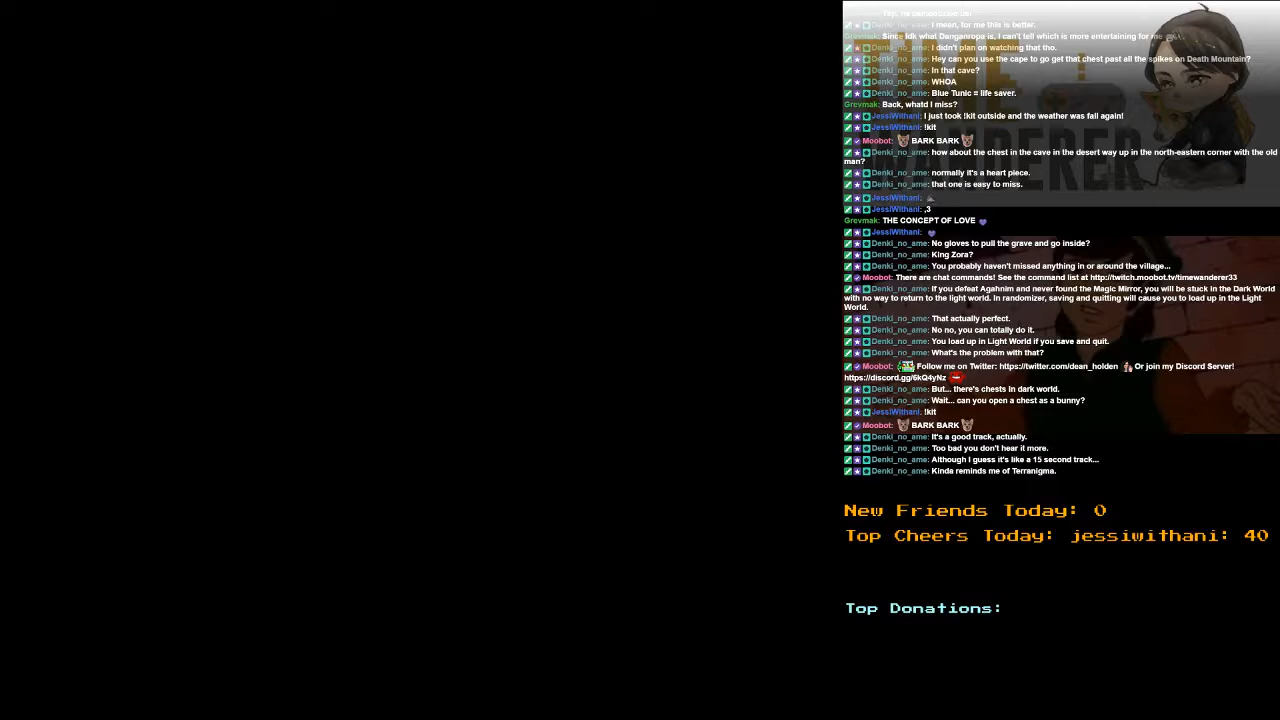 Denki_no_ame: I mean, for me this is better.
Grevmak: Since Idk what Danganropa is, I can't tell which is more entertaining for me
Denki_no_ame: I didn't plan on watching that tho.
Denki_no_ame: Hey can you use the cape to go get that chest past all the spikes on Death Mountain?
Denki_no_ame: In that cave?
Denki_no_ame: WHOA
Denki_no_ame: Blue Tunic = life saver.
Grevmak: Back, whatd I miss?
JessiWithani: I just took !kit outside and the weather was fall again!
JessiWithani: !kit
Moobot: BARK BARK
Denki_no_ame: how about the chest in the cave in the desert way up in the north-eastern corner with the old
man?
Denki_no_ame: normally it's a heart piece.
Denki_no_ame: that one is easy to miss.
JessiWithani:
JessiWithani: ,3
Grevmak: THE CONCEPT OF LOVE
JessiWithani:
Denki_no_ame: No gloves to pull the grave and go inside?
Denki_no_ame: King Zora?
Denki_no_ame: You probably haven't missed anything in or around the village...
Moobot: There are chat commands! See the command list at http://twitch.moobot.tv/timewanderer33
Denki_no_ame: If you defeat Agahnim and never found the Magic Mirror, you will be stuck in the Dark World
with no way to return to the light world. In randomizer, saving and quitting will cause you to load up in the Light
World.
Denki_no_ame: That actually perfect.
Denki_no_ame: No no, you can totally do it.
Denki_no_ame: You load up in Light World if you save and quit.
Denki_no_ame: What's the problem with that?
Moobot: Follow me on Twitter: https://twitter.com/dean_holden Or join my Discord Server!
https://discord.gg/6kQ4yNz
Denki_no_ame: But... there's chests in dark world.
Denki_no_ame: Wait... can you open a chest as a bunny?
JessiWithani: !kit
Moobot: BARK BARK
Denki_no_ame: It's a good track, actually.
Denki_no_ame: Too bad you don't hear it more.
Denki_no_ame: Although I guess it's like a 15 second track...
Denki_no_ame: Kinda reminds me of Terranigma.
WANDERER
New Friends Today: 0
Top Cheers Today: jessiwithani: 40
Top Donations: